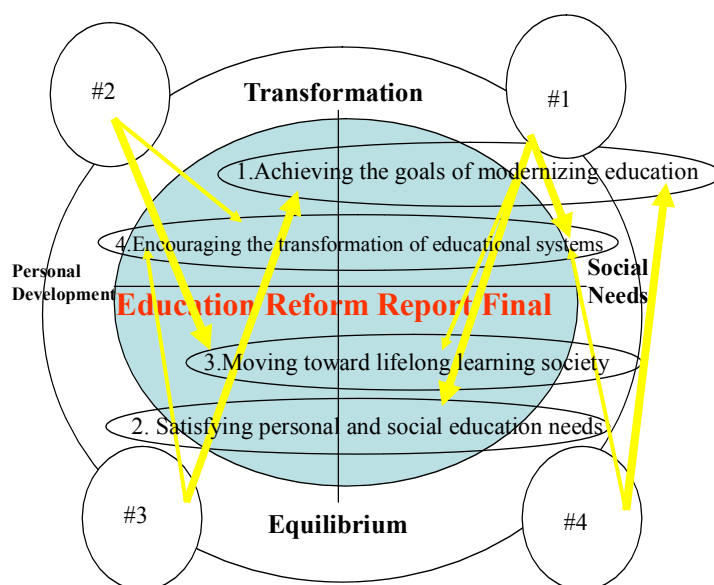 #2
#1
Transformation
1.Achieving the goals of modernizing education
4.Encouraging the transformation of educational systems
Personal
Development
Social
Needs
Education Reform Report Final
3.Moving toward lifelong learning society
2. Satisfying personal and social education needs
#3
Equilibrium
#4